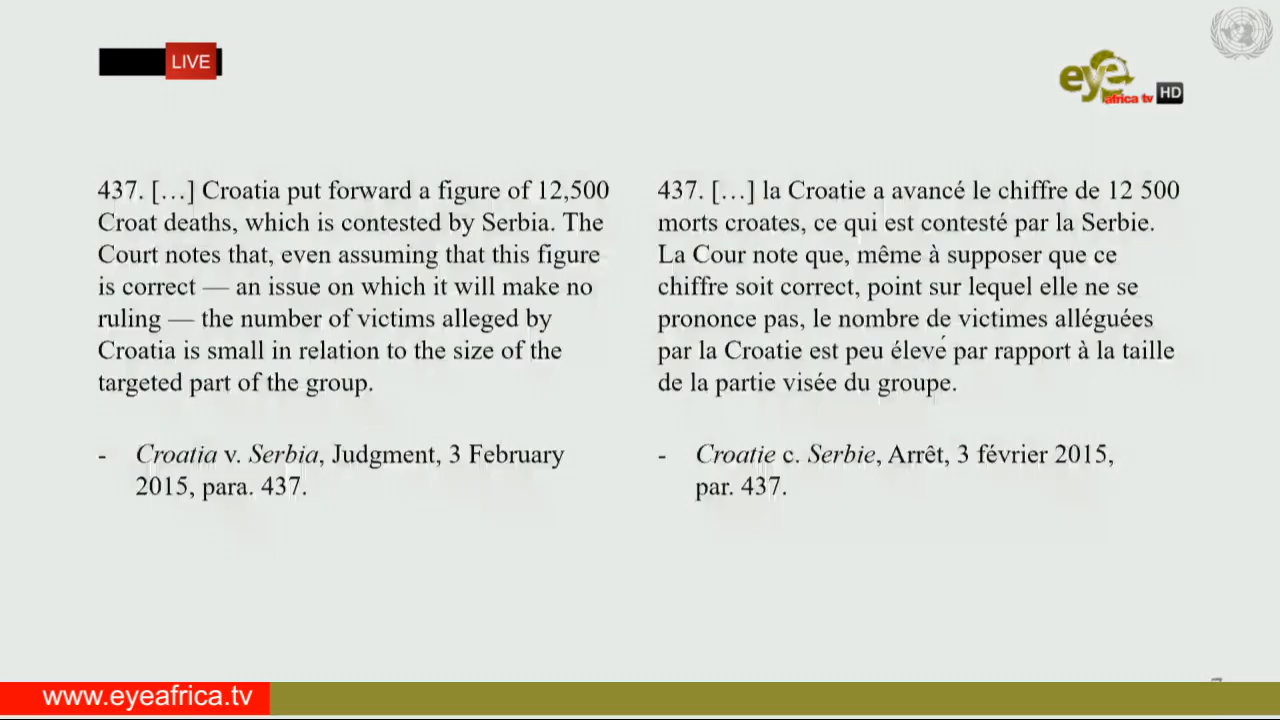 LIVE
eye
africa tv HD
437. […] Croatia put forward a figure of 12,500
Croat deaths, which is contested by Serbia. The
Court notes that, even assuming that this figure
is correct — an issue on which it will make no
ruling — the number of victims alleged by
Croatia is small in relation to the size of the
targeted part of the group.
- Croatia v. Serbia, Judgment, 3 February
2015, para. 437.
437. […] la Croatie a avancé le chiffre de 12 500
morts croates, ce qui est contesté par la Serbie.
La Cour note que, même à supposer que ce
chiffre soit correct, point sur lequel elle ne se
prononce pas, le nombre de victimes alléguées
par la Croatie est peu élevé par rapport à la taille
de la partie visée du groupe.
- Croatie c. Serbie, Arrêt, 3 février 2015,
par. 437.
www.eyeafrica.tv